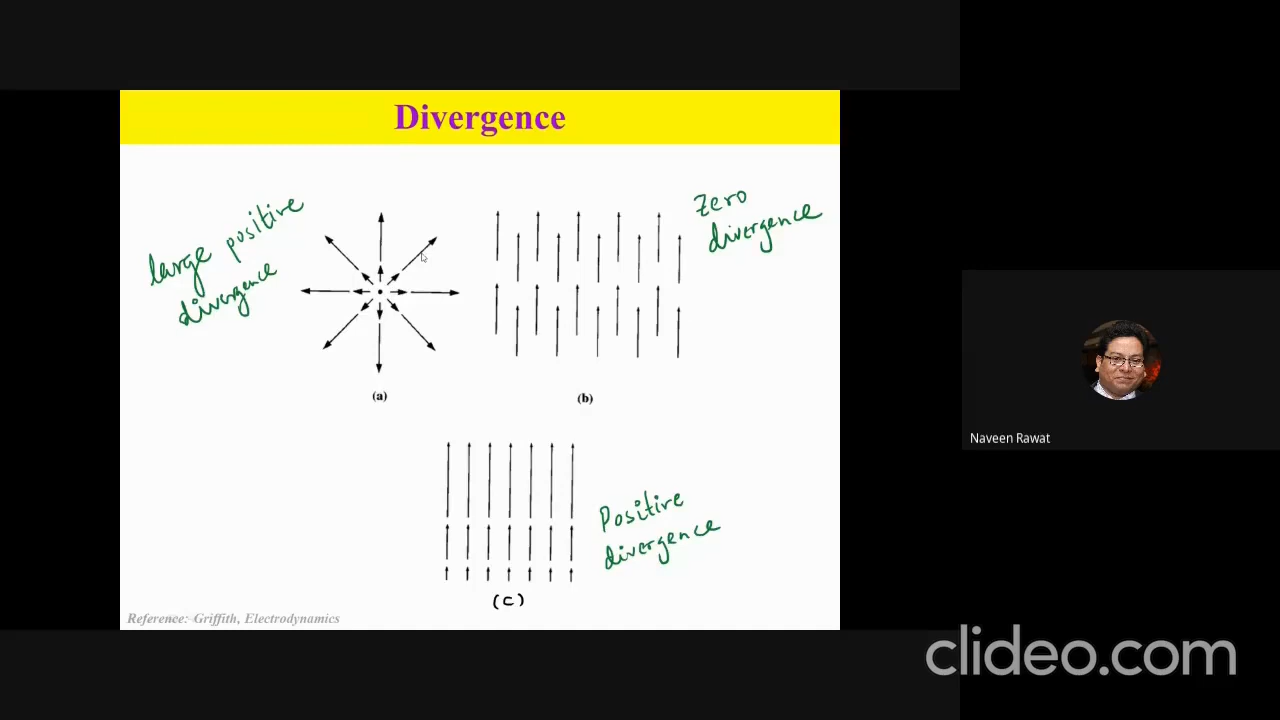 Divergence
large positive
divergence
Zero
divergence
(a)
(b)
Positive
divergence
(c)
Reference: Griffith, Electrodynamics
Naveen Rawat
clideo.com